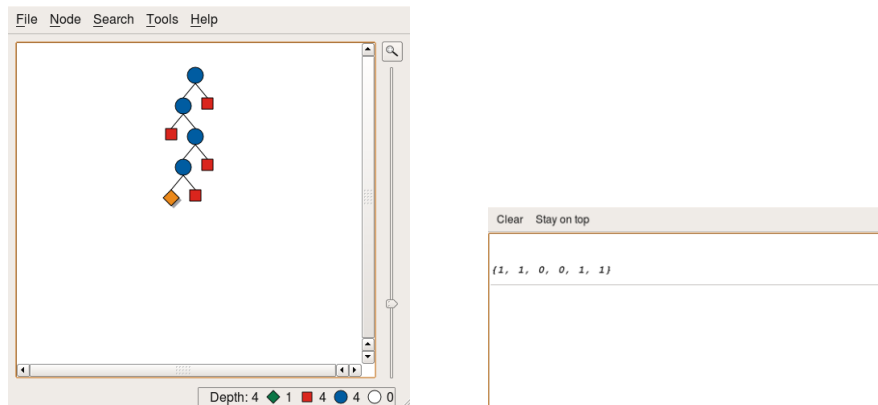 File Node Search Tools Help
Depth: 4 1 4 4 0
Clear Stay on top
{1, 1, 0, 0, 1, 1}